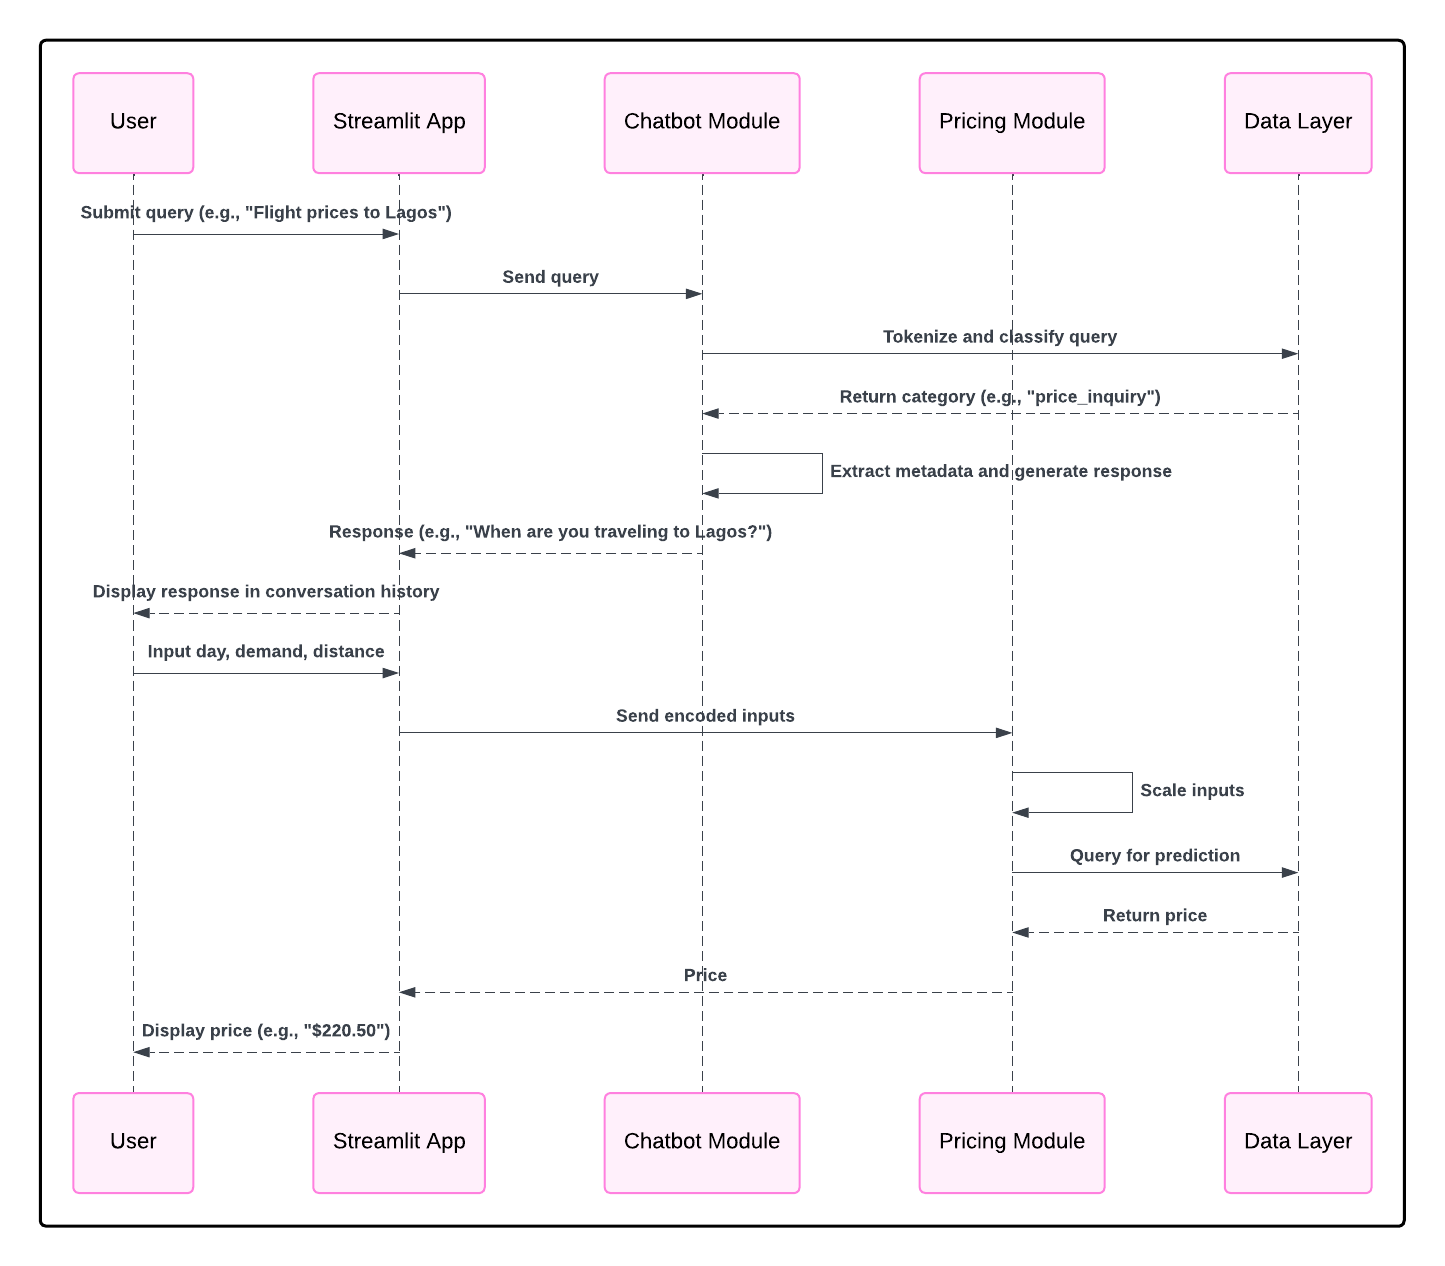 User
Streamlit App
Chatbot Module
Pricing Module
Data Layer
Submit query (e.g., "Flight prices to Lagos")
Send query
Tokenize and classify query
Return category (e.g., "price_inquiry")
Extract metadata and generate response
Response (e.g., "When are you traveling to Lagos?")
Display response in conversation history
Input day, demand, distance
Send encoded inputs
Scale inputs
Query for prediction
Return price
Price
Display price (e.g., "$220.50")
User
Streamlit App
Chatbot Module
Pricing Module
Data Layer